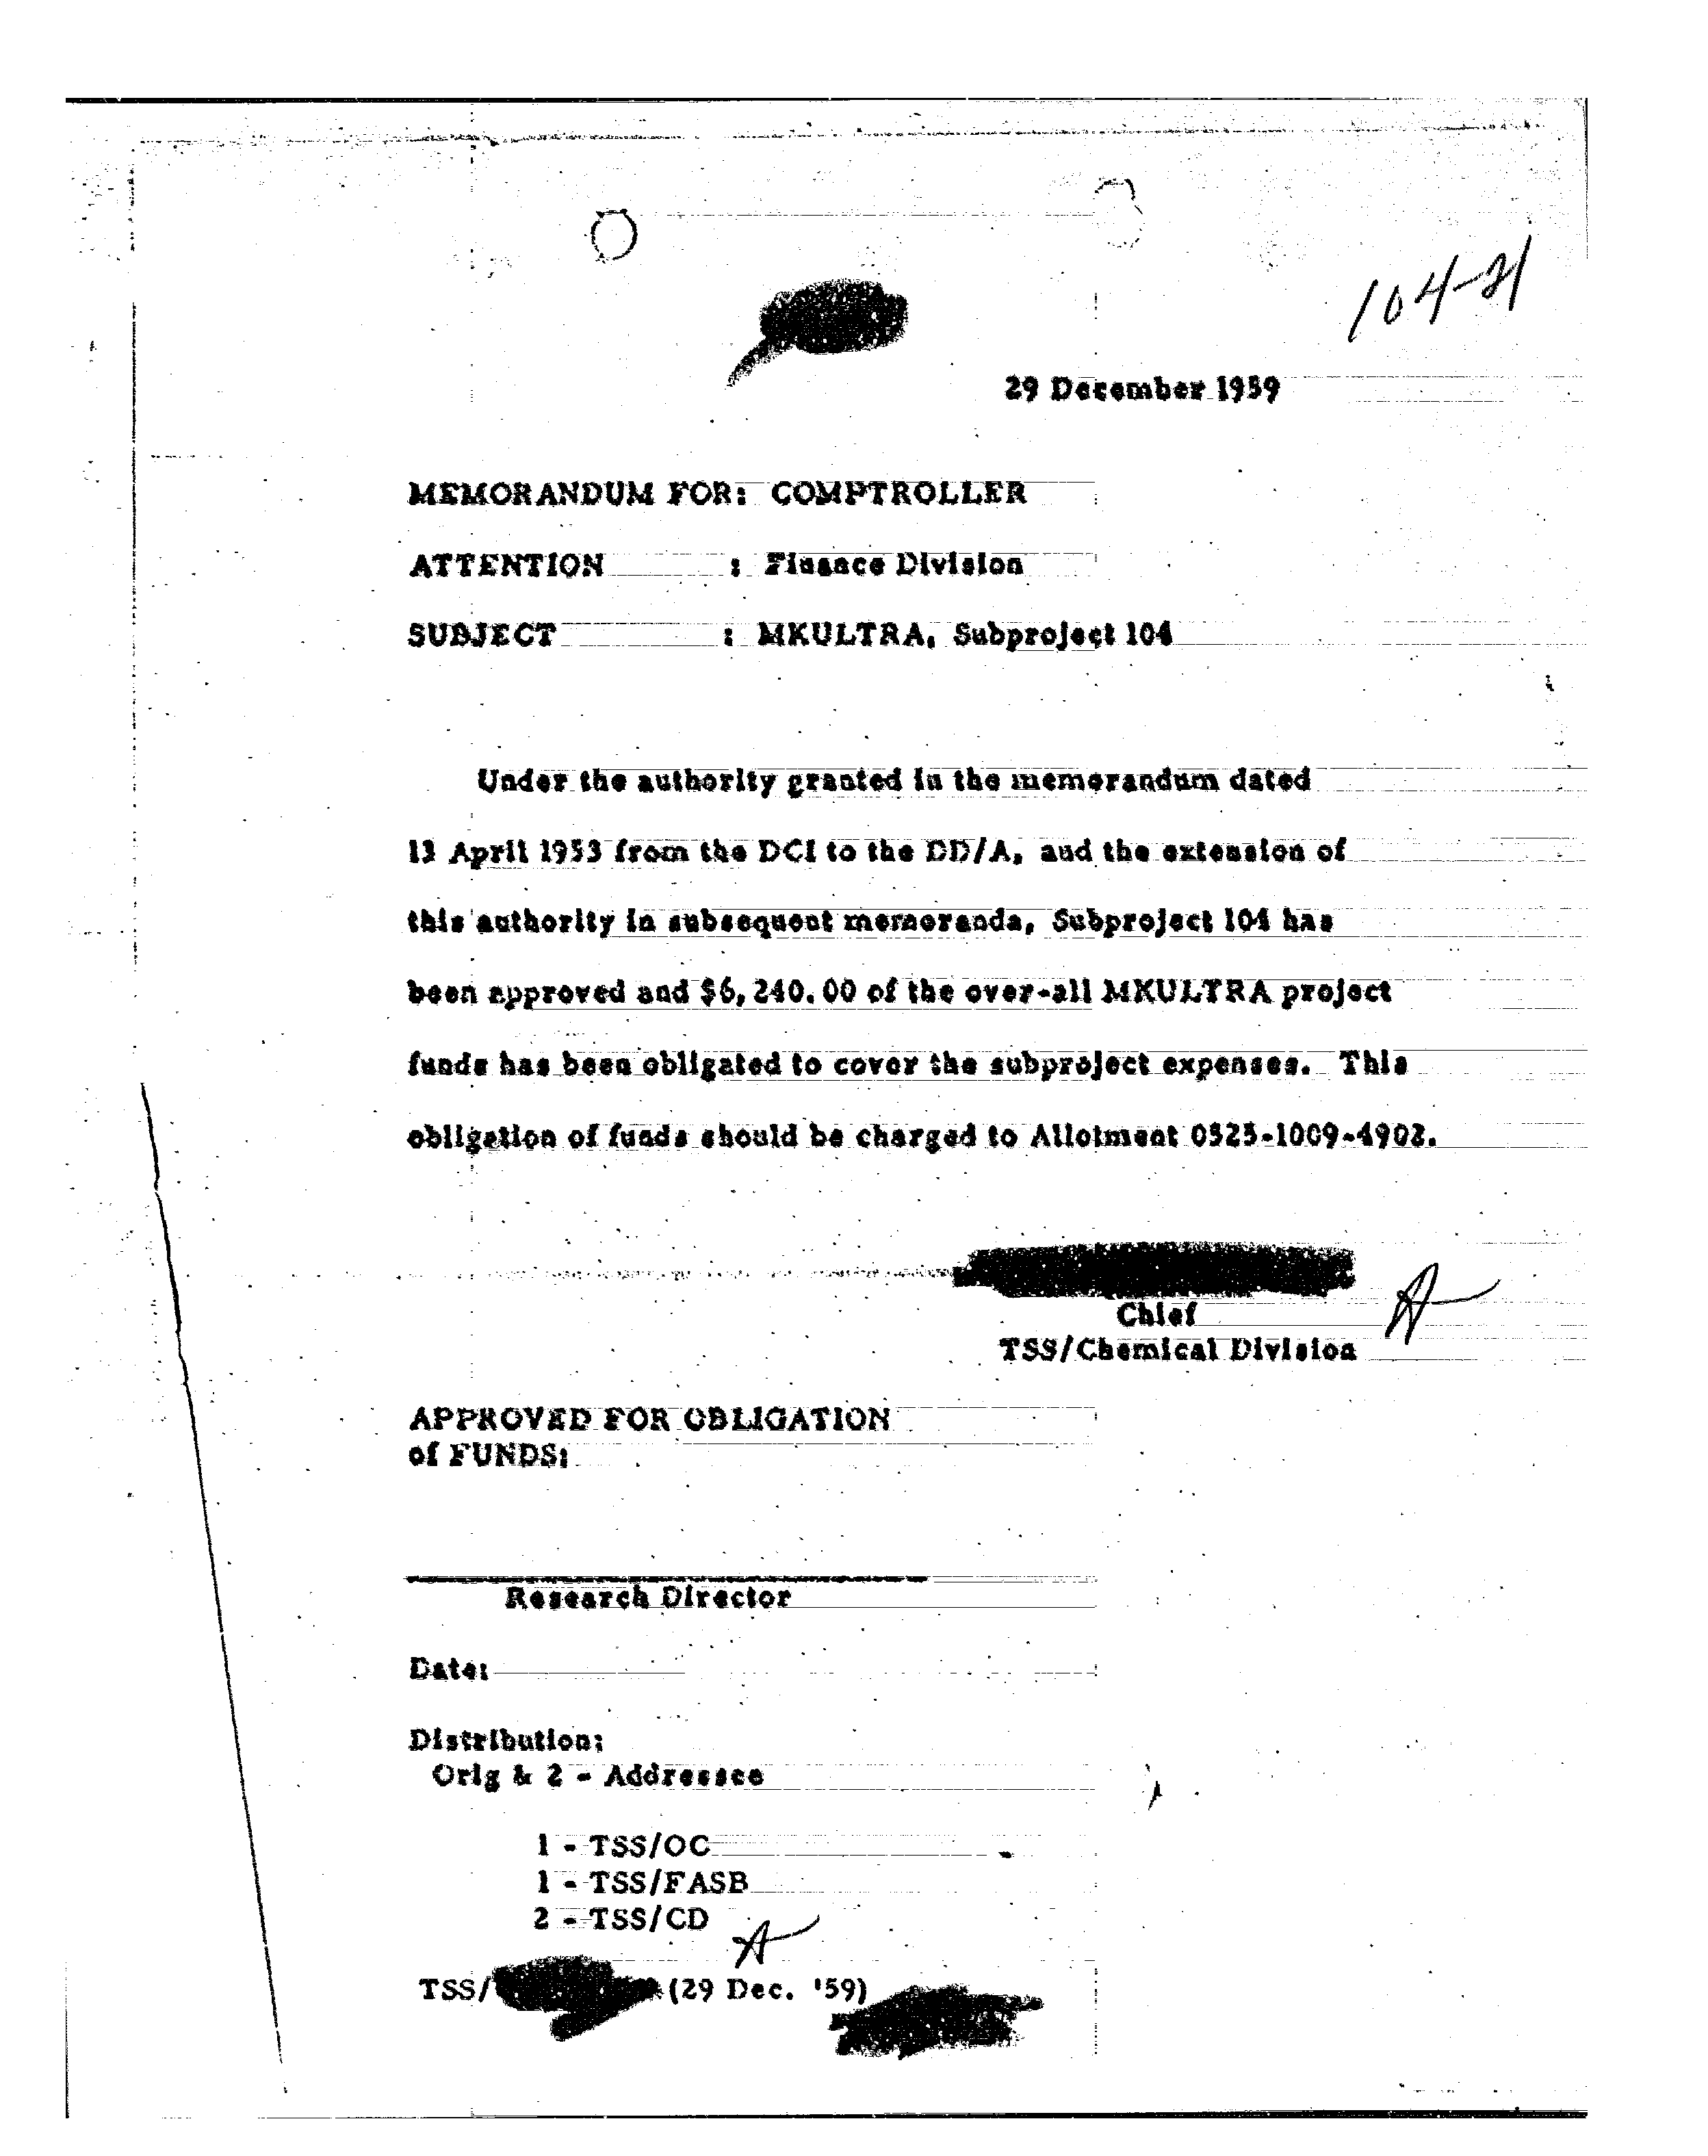 104-21
29 December 1959
MEMORANDUM FOR: COMPTROLLER
ATTENTION : Finance Division
SUBJECT : MKULTRA, Subproject 104
Under the authority granted in the memorandum dated
13 April 1953 from the DCI to the DD/A, and the extension of
this authority in subsequent memoranda, Subproject 104 has
been approved and $6,240.00 of the over-all MKULTRA project
funds has been obligated to cover the subproject expenses. This
obligation of funds should be charged to Allotment 0525-1009-4902.
Chief
TSS/Chemical Division
A
APPROVED FOR OBLIGATION
of FUNDS:
Research Director
Date:
Distribution:
Orig & 2 - Addressee
1 - TSS/OC
1 - TSS/FASB
2 - TSS/CD
A
TSS/ (29 Dec. '59)